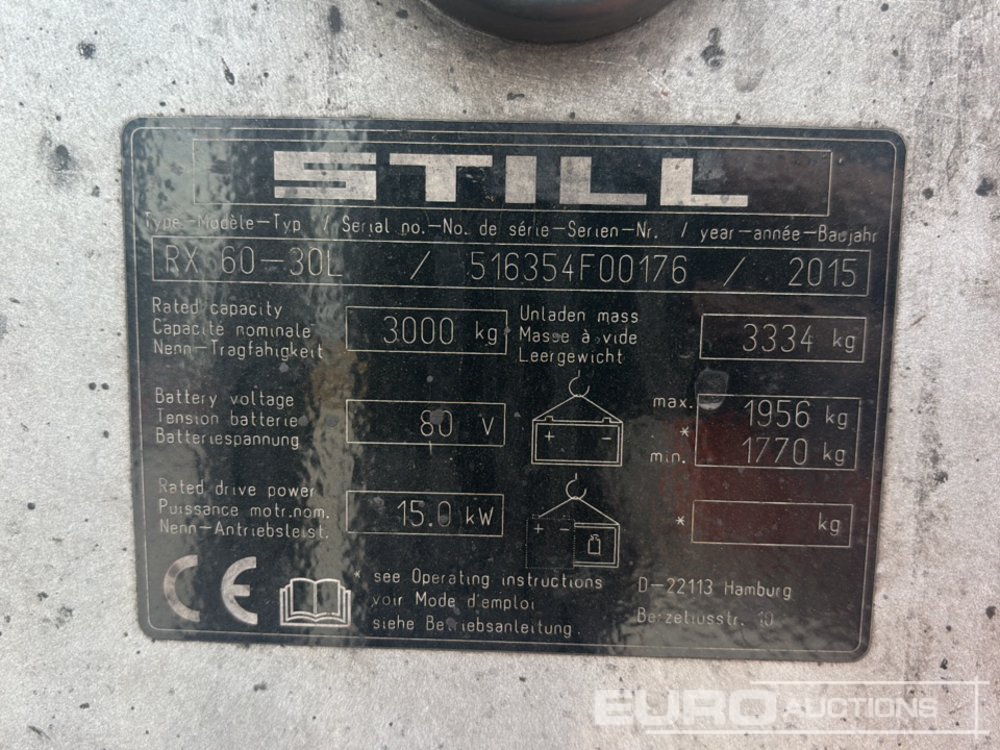 STILL
Type-Modèle-Typ / Serial no.-No. de série-Serien-Nr. / year-année-Baujahr
RX 60-30L / 516354F00176 / 2015
Rated capacity
Capacité nominale
Nenn-Tragfähigkeit
3000 kg
Unladen mass
Masse à vide
Leergewicht
3334 kg
Battery voltage
Tension batterie
Batteriespannung
80 V
+ -
max. 1956 kg
*
min. 1770 kg
Rated drive power
Puissance motr.nom.
Nenn-Antriebsleist.
15.0 kW
+ -
* kg
CE
* see Operating instructions
voir Mode d'emploi
siehe Betriebsanleitung.
D-22113 Hamburg
Berzeliusstr. 10
EURO AUCTIONS